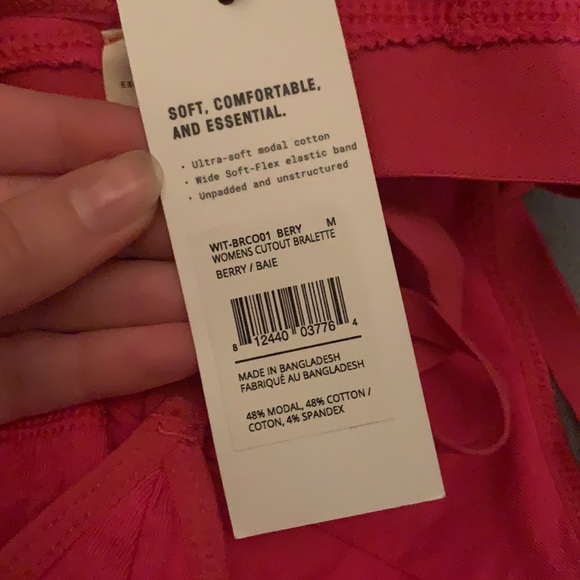 SOFT, COMFORTABLE,
AND ESSENTIAL.
• Ultra-soft modal cotton
• Wide Soft-Flex elastic band
• Unpadded and unstructured
WIT-BRCO01 BERY M
WOMENS CUTOUT BRALETTE
BERRY / BAIE
8 12440 03776 4
MADE IN BANGLADESH
FABRIQUÉ AU BANGLADESH
48% MODAL, 48% COTTON /
COTON, 4% SPANDEX